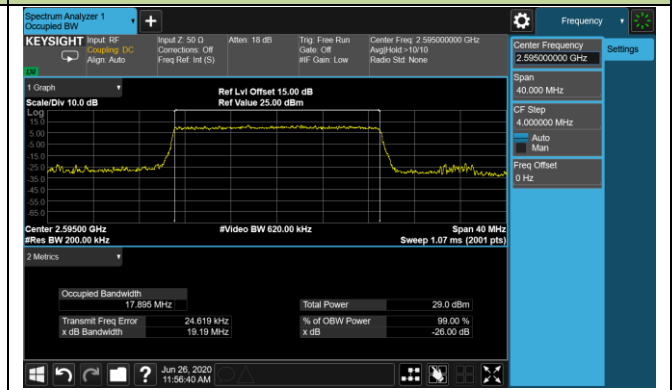 Spectrum Analyzer 1
Occupied BW
+
Frequency
KEYSIGHT
Input: RF
Coupling: DC
Align: Auto
Input Z: 50 Ω
Corrections: Off
Freq Ref: Int (S)
Atten: 18 dB
Trig: Free Run
Gate: Off
#IF Gain: Low
Center Freq: 2.595000000 GHz
Avg|Hold:>10/10
Radio Std: None
LXI
Center Frequency
2.595000000 GHz
Settings
Span
40.000 MHz
CF Step
4.000000 MHz
Auto
Man
Freq Offset
0 Hz
1 Graph
Scale/Div 10.0 dB
Ref Lvl Offset 15.00 dB
Ref Value 25.00 dBm
Log
15.0
5.00
-5.00
-15.0
-25.0
-35.0
-45.0
-55.0
-65.0
Center 2.59500 GHz
#Video BW 620.00 kHz
Span 40 MHz
#Res BW 200.00 kHz
Sweep 1.07 ms (2001 pts)
2 Metrics
Occupied Bandwidth
17.895 MHz
Total Power 29.0 dBm
Transmit Freq Error 24.619 kHz
% of OBW Power 99.00 %
x dB Bandwidth 19.19 MHz
x dB -26.00 dB
?
Jun 26, 2020
11:56:40 AM